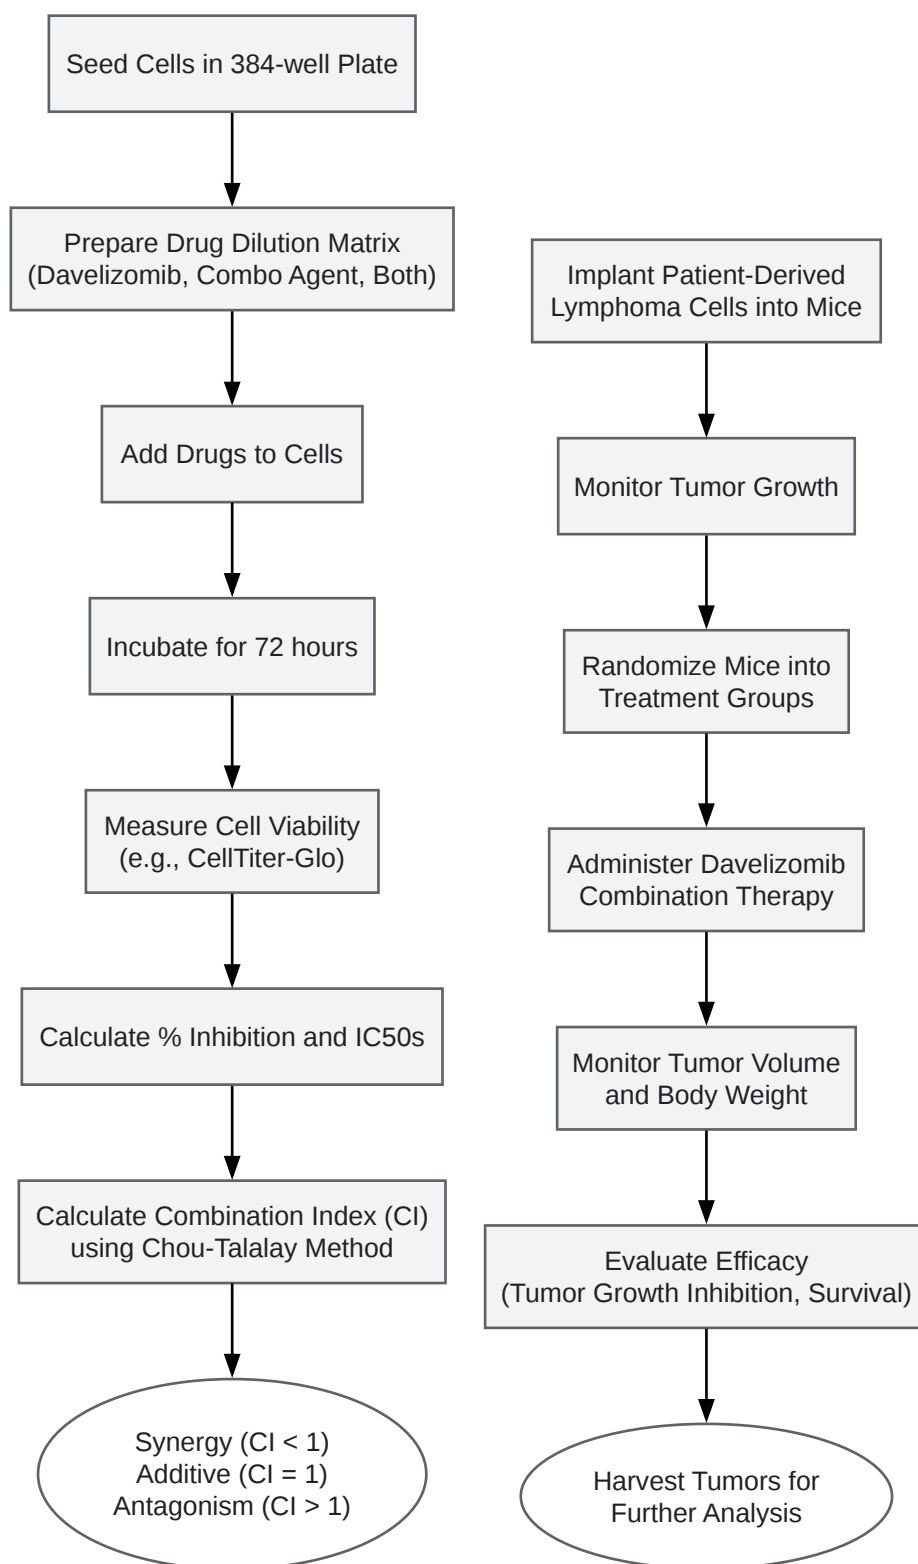 Seed Cells in 384-well Plate
Prepare Drug Dilution Matrix
(Davelizomib, Combo Agent, Both)
Add Drugs to Cells
Incubate for 72 hours
Measure Cell Viability
(e.g., CellTiter-Glo)
Calculate % Inhibition and IC50s
Calculate Combination Index (CI)
using Chou-Talalay Method
Synergy (CI < 1)
Additive (CI = 1)
Antagonism (CI > 1)
Implant Patient-Derived
Lymphoma Cells into Mice
Monitor Tumor Growth
Randomize Mice into
Treatment Groups
Administer Davelizomib
Combination Therapy
Monitor Tumor Volume
and Body Weight
Evaluate Efficacy
(Tumor Growth Inhibition, Survival)
Harvest Tumors for
Further Analysis